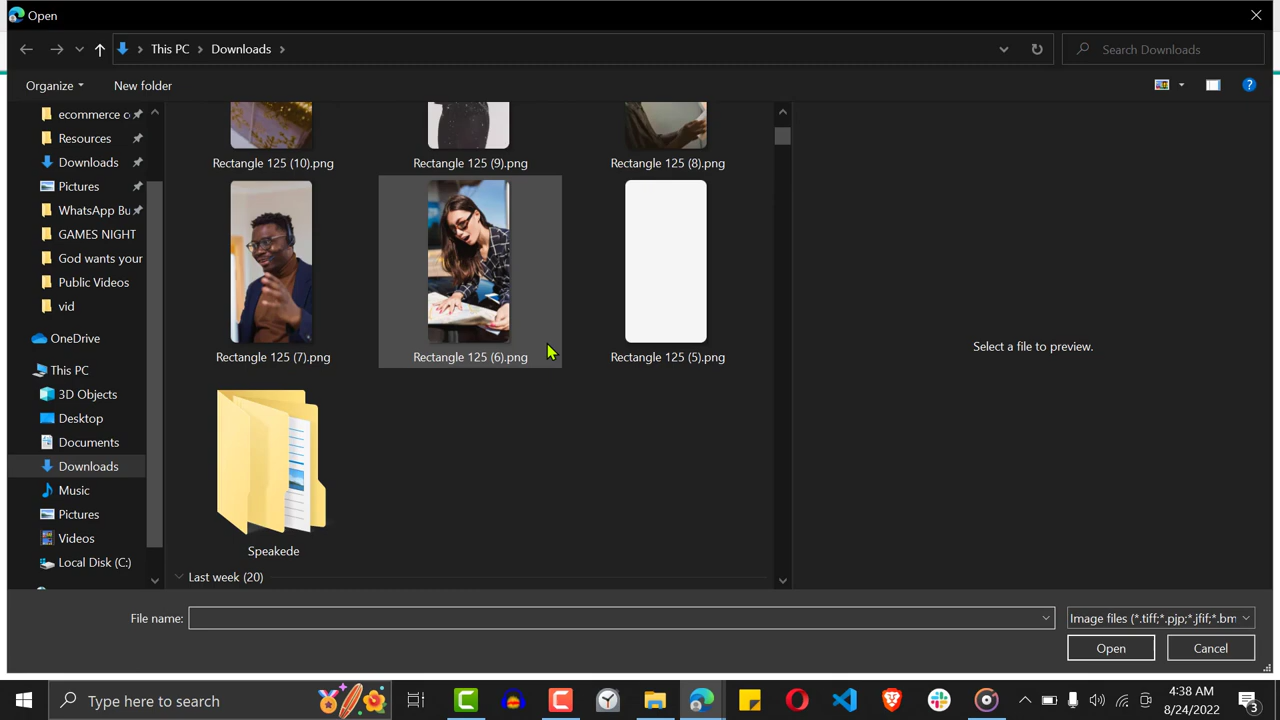 Open
This PC
Downloads
Search Downloads
Organize
New folder
ecommerce c
Resources
Downloads
Pictures
WhatsApp Bu
GAMES NIGHT
God wants your
Public Videos
vid
OneDrive
This PC
3D Objects
Desktop
Documents
Downloads
Music
Pictures
Videos
Local Disk (C:)
Rectangle 125 (10).png
Rectangle 125 (9).png
Rectangle 125 (8).png
Rectangle 125 (7).png
Rectangle 125 (6).png
Rectangle 125 (5).png
Speakede
Last week (20)
Select a file to preview.
File name:
Image files (*.tiff;*.pjp;*.jfif;*.bm
Open
Cancel
Type here to search
4:38 AM
8/24/2022
3